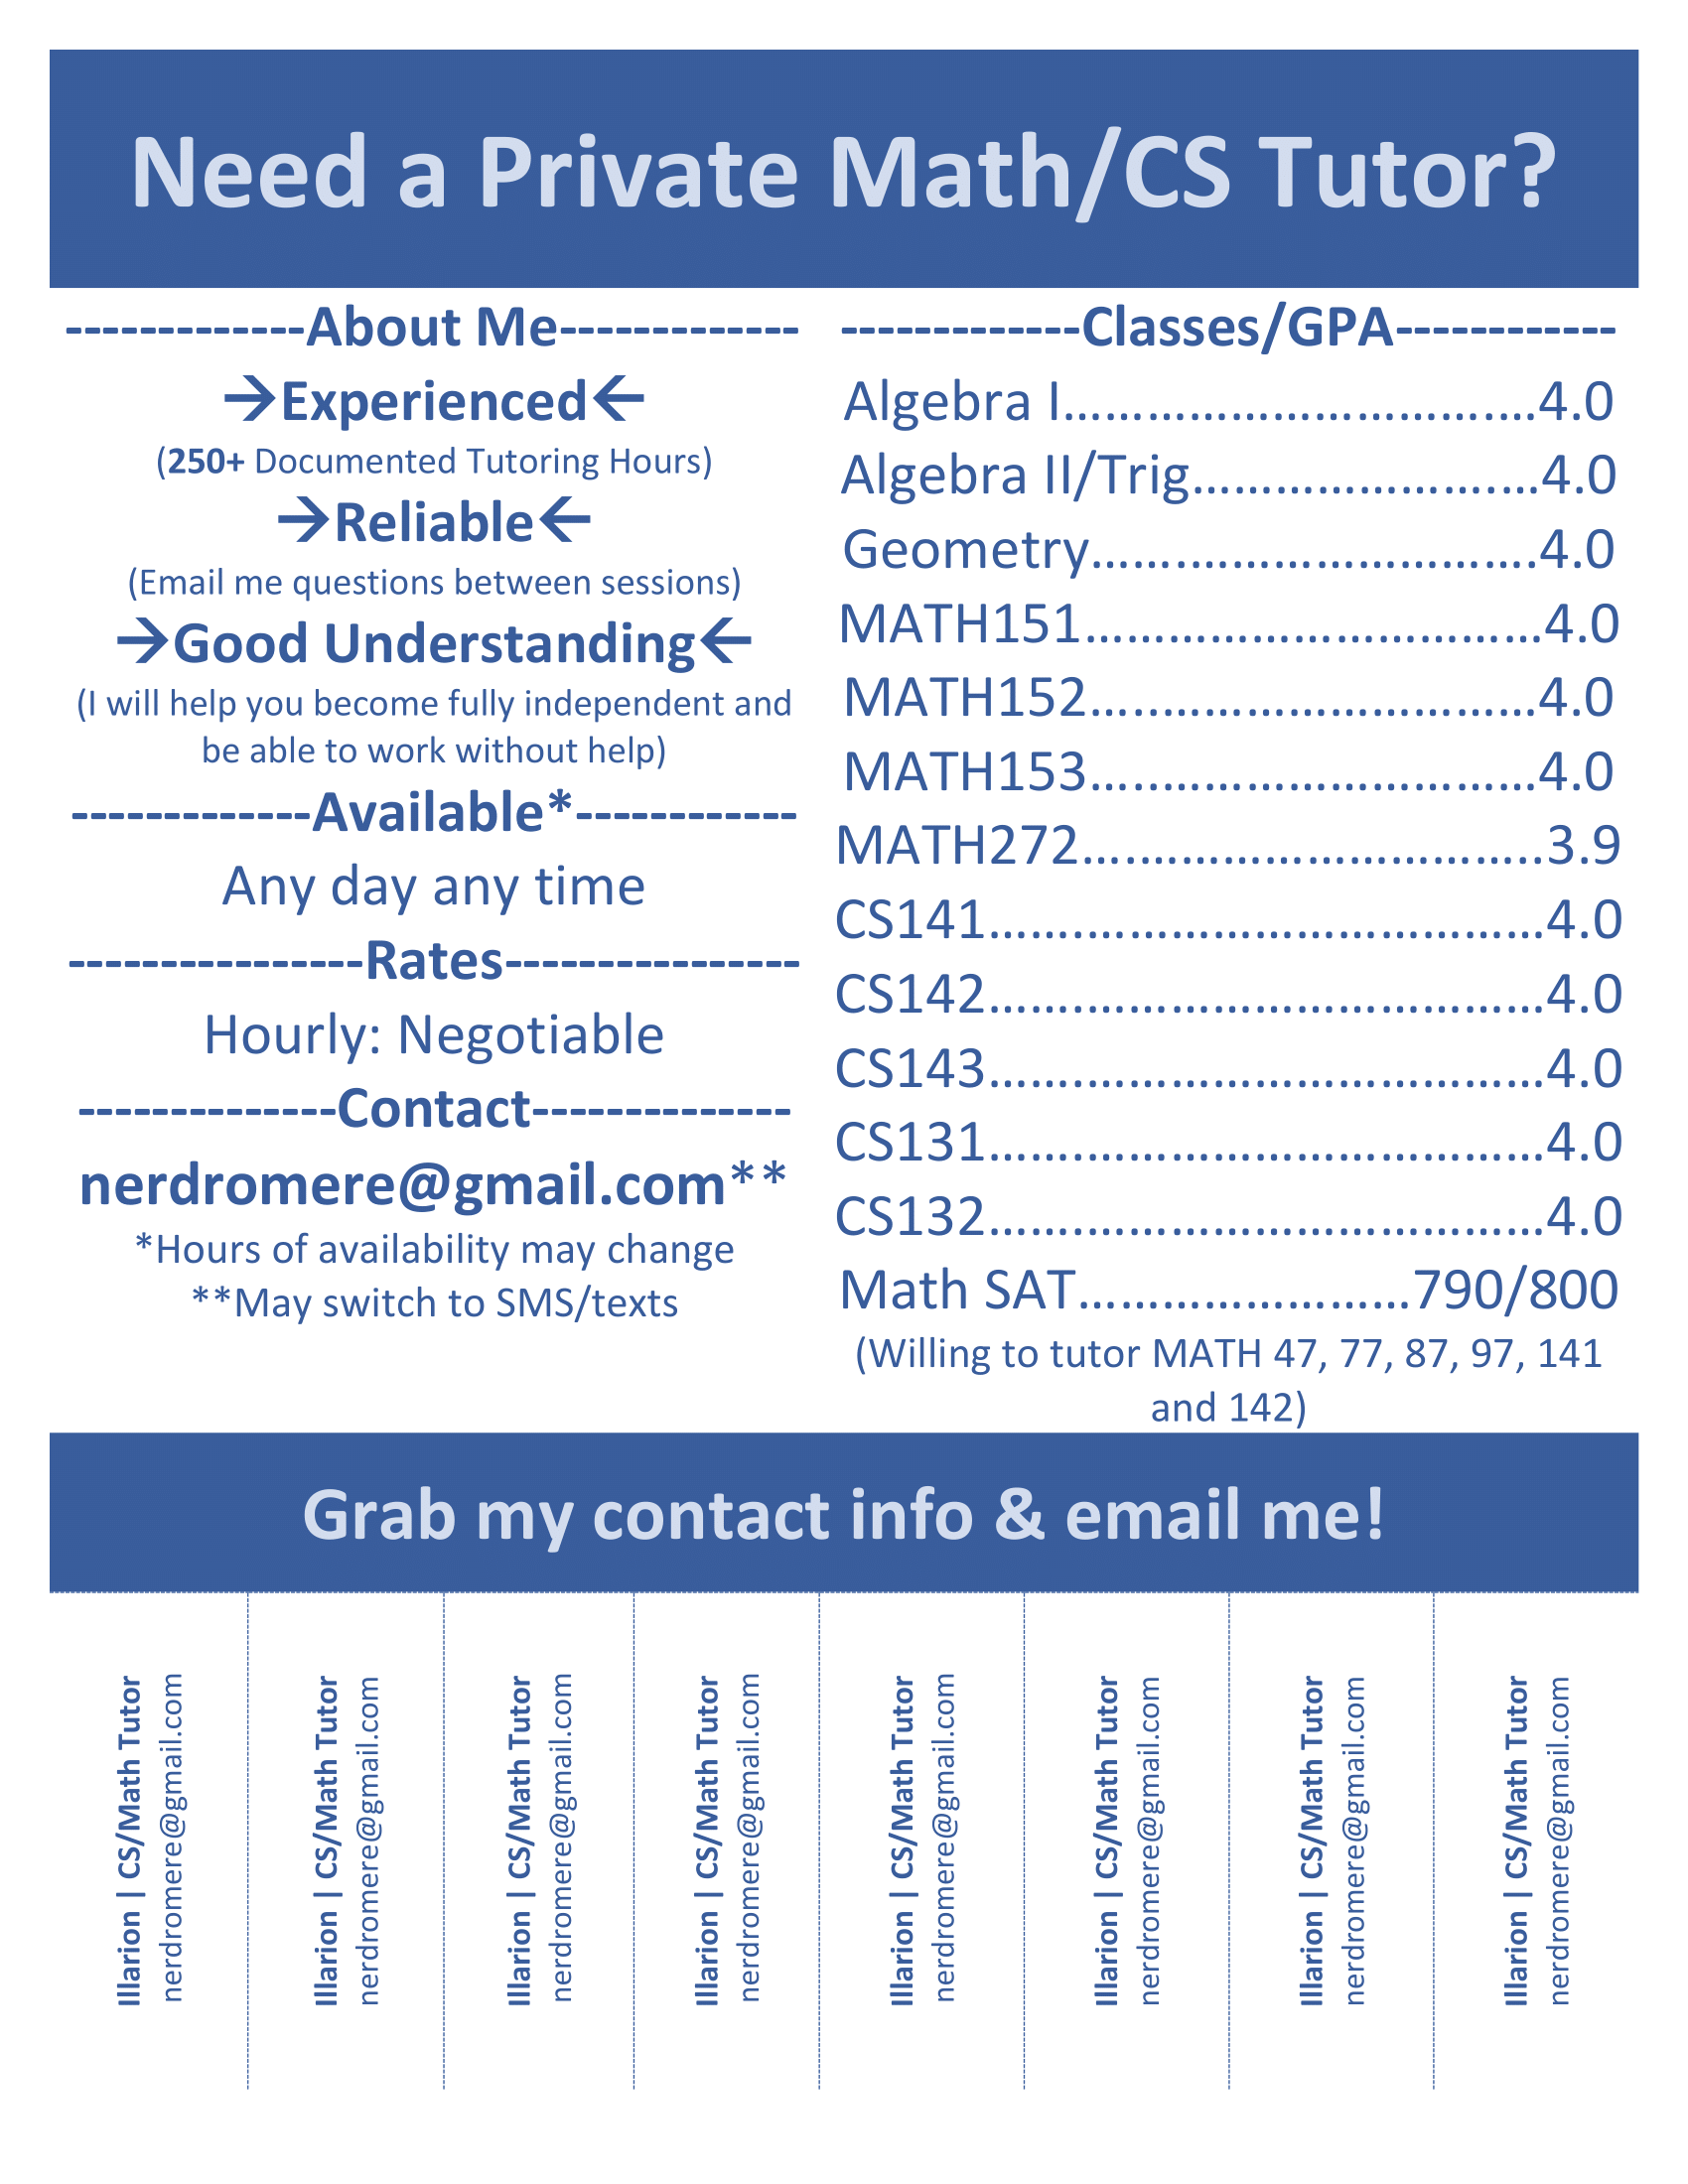 Need a Private Math/CS Tutor?
-------------About Me-------------
→Experienced←
(250+ Documented Tutoring Hours)
→Reliable←
(Email me questions between sessions)
→Good Understanding←
(I will help you become fully independent and
be able to work without help)
-------------Available*------------
Any day any time
----------------Rates----------------
Hourly: Negotiable
--------------Contact--------------
nerdromere@gmail.com**
*Hours of availability may change
**May switch to SMS/texts
-------------Classes/GPA------------
Algebra I……………………………….4.0
Algebra II/Trig…………………….…4.0
Geometry…………………………….4.0
MATH151……………………………4.0
MATH152……………………………4.0
MATH153……………………………4.0
MATH272……………………………..3.9
CS141……………………………………4.0
CS142……………………………………4.0
CS143……………………………………4.0
CS131……………………………………4.0
CS132……………………………………4.0
Math SAT……………………790/800
(Willing to tutor MATH 47, 77, 87, 97, 141
and 142)
Grab my contact info & email me!
Illarion | CS/Math Tutor
nerdromere@gmail.com
Illarion | CS/Math Tutor
nerdromere@gmail.com
Illarion | CS/Math Tutor
nerdromere@gmail.com
Illarion | CS/Math Tutor
nerdromere@gmail.com
Illarion | CS/Math Tutor
nerdromere@gmail.com
Illarion | CS/Math Tutor
nerdromere@gmail.com
Illarion | CS/Math Tutor
nerdromere@gmail.com
Illarion | CS/Math Tutor
nerdromere@gmail.com